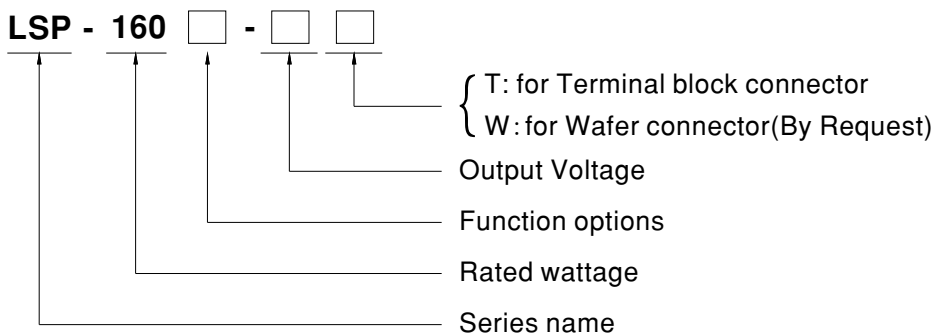 LSP - 160 □ - □ □
T: for Terminal block connector
W: for Wafer connector(By Request)
Output Voltage
Function options
Rated wattage
Series name